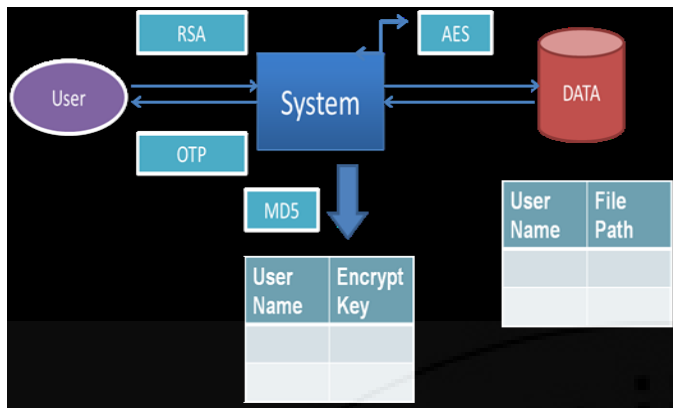 RSA
AES
User
System
DATA
OTP
MD5
User File
Name Path
User Encrypt
Name Key